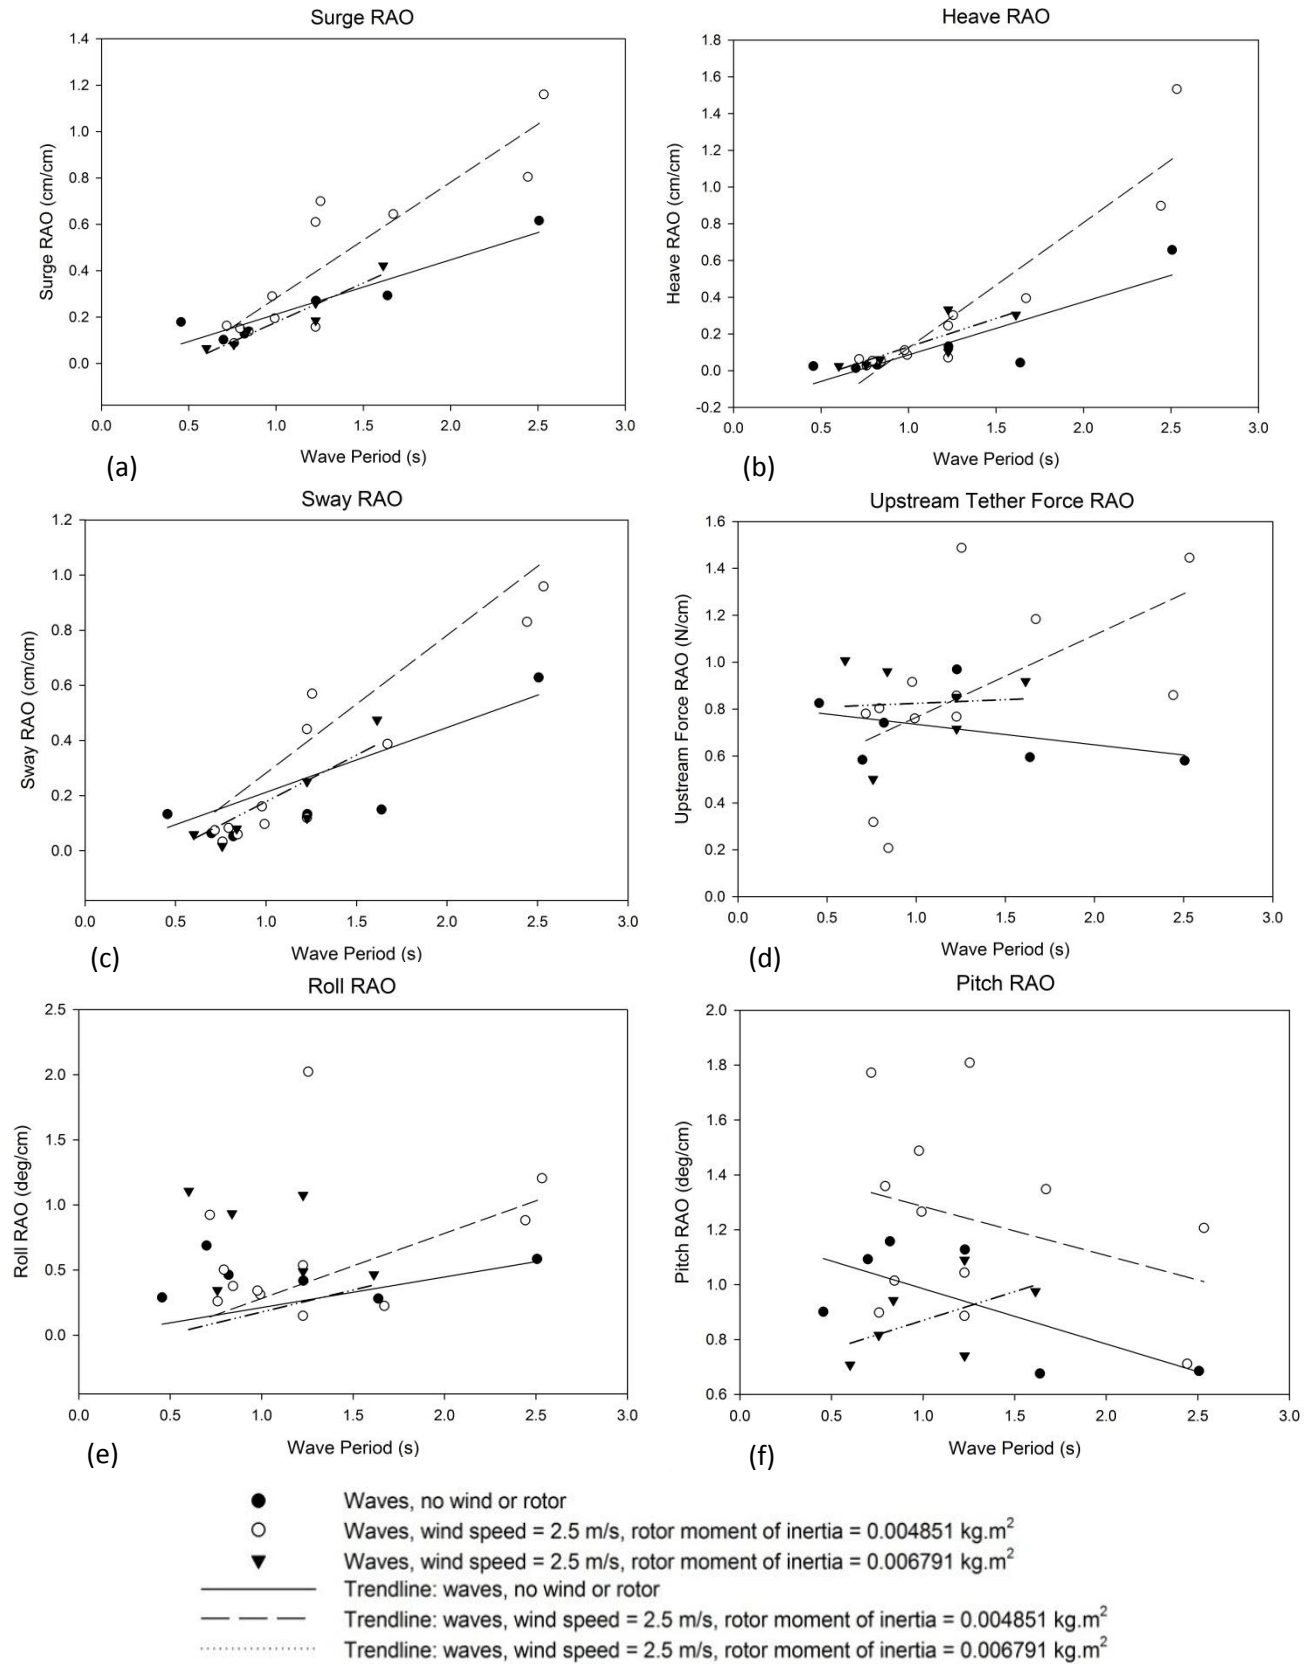 Surge RAO
1.4
1.2
1.0
0.8
0.6
0.4
0.2
0.0
Surge RAO (cm/cm)
0.0 0.5 1.0 1.5 2.0 2.5 3.0
Wave Period (s)
(a)
Heave RAO
1.8
1.6
1.4
1.2
1.0
0.8
0.6
0.4
0.2
0.0
-0.2
Heave RAO (cm/cm)
0.0 0.5 1.0 1.5 2.0 2.5 3.0
Wave Period (s)
(b)
Sway RAO
1.2
1.0
0.8
0.6
0.4
0.2
0.0
Sway RAO (cm/cm)
0.0 0.5 1.0 1.5 2.0 2.5 3.0
Wave Period (s)
(c)
Upstream Tether Force RAO
1.6
1.4
1.2
1.0
0.8
0.6
0.4
0.2
0.0
Upstream Force RAO (N/cm)
0.0 0.5 1.0 1.5 2.0 2.5 3.0
Wave Period (s)
(d)
Roll RAO
2.5
2.0
1.5
1.0
0.5
0.0
Roll RAO (deg/cm)
0.0 0.5 1.0 1.5 2.0 2.5 3.0
Wave Period (s)
(e)
Pitch RAO
2.0
1.8
1.6
1.4
1.2
1.0
0.8
0.6
Pitch RAO (deg/cm)
0.0 0.5 1.0 1.5 2.0 2.5 3.0
Wave Period (s)
(f)
Waves, no wind or rotor
Waves, wind speed = 2.5 m/s, rotor moment of inertia = 0.004851 kg.m²
Waves, wind speed = 2.5 m/s, rotor moment of inertia = 0.006791 kg.m²
Trendline: waves, no wind or rotor
Trendline: waves, wind speed = 2.5 m/s, rotor moment of inertia = 0.004851 kg.m²
Trendline: waves, wind speed = 2.5 m/s, rotor moment of inertia = 0.006791 kg.m²